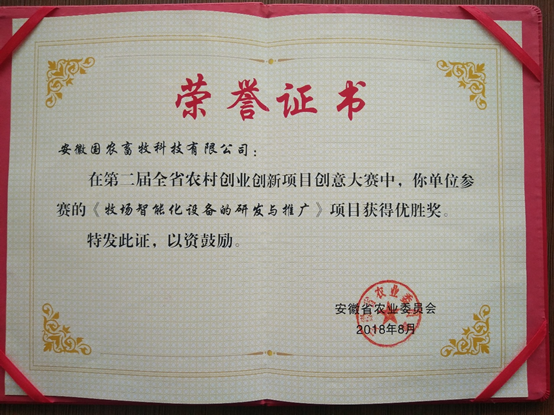 荣誉证书
安徽国农畜牧科技有限公司：
在第二届全省农村创业创新项目创意大赛中，你单位参
赛的《牧场智能化设备的研发与推广》项目获得优胜奖。
特发此证，以资鼓励。
安徽省农业委员会
2018年8月